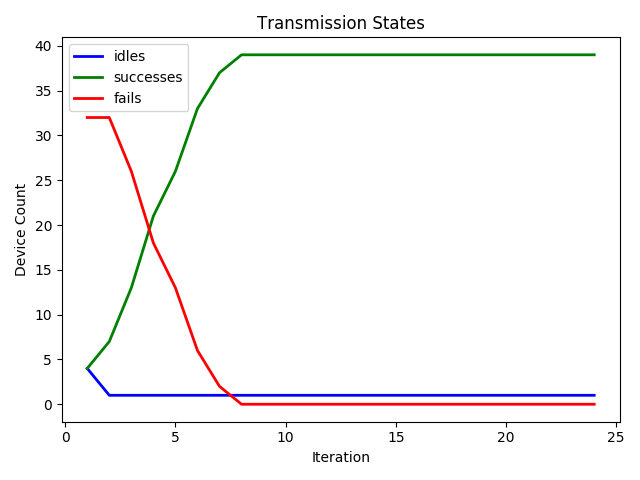 Transmission States
idles
successes
fails
Device Count
40
35
30
25
20
15
10
5
0
0 5 10 15 20 25
Iteration